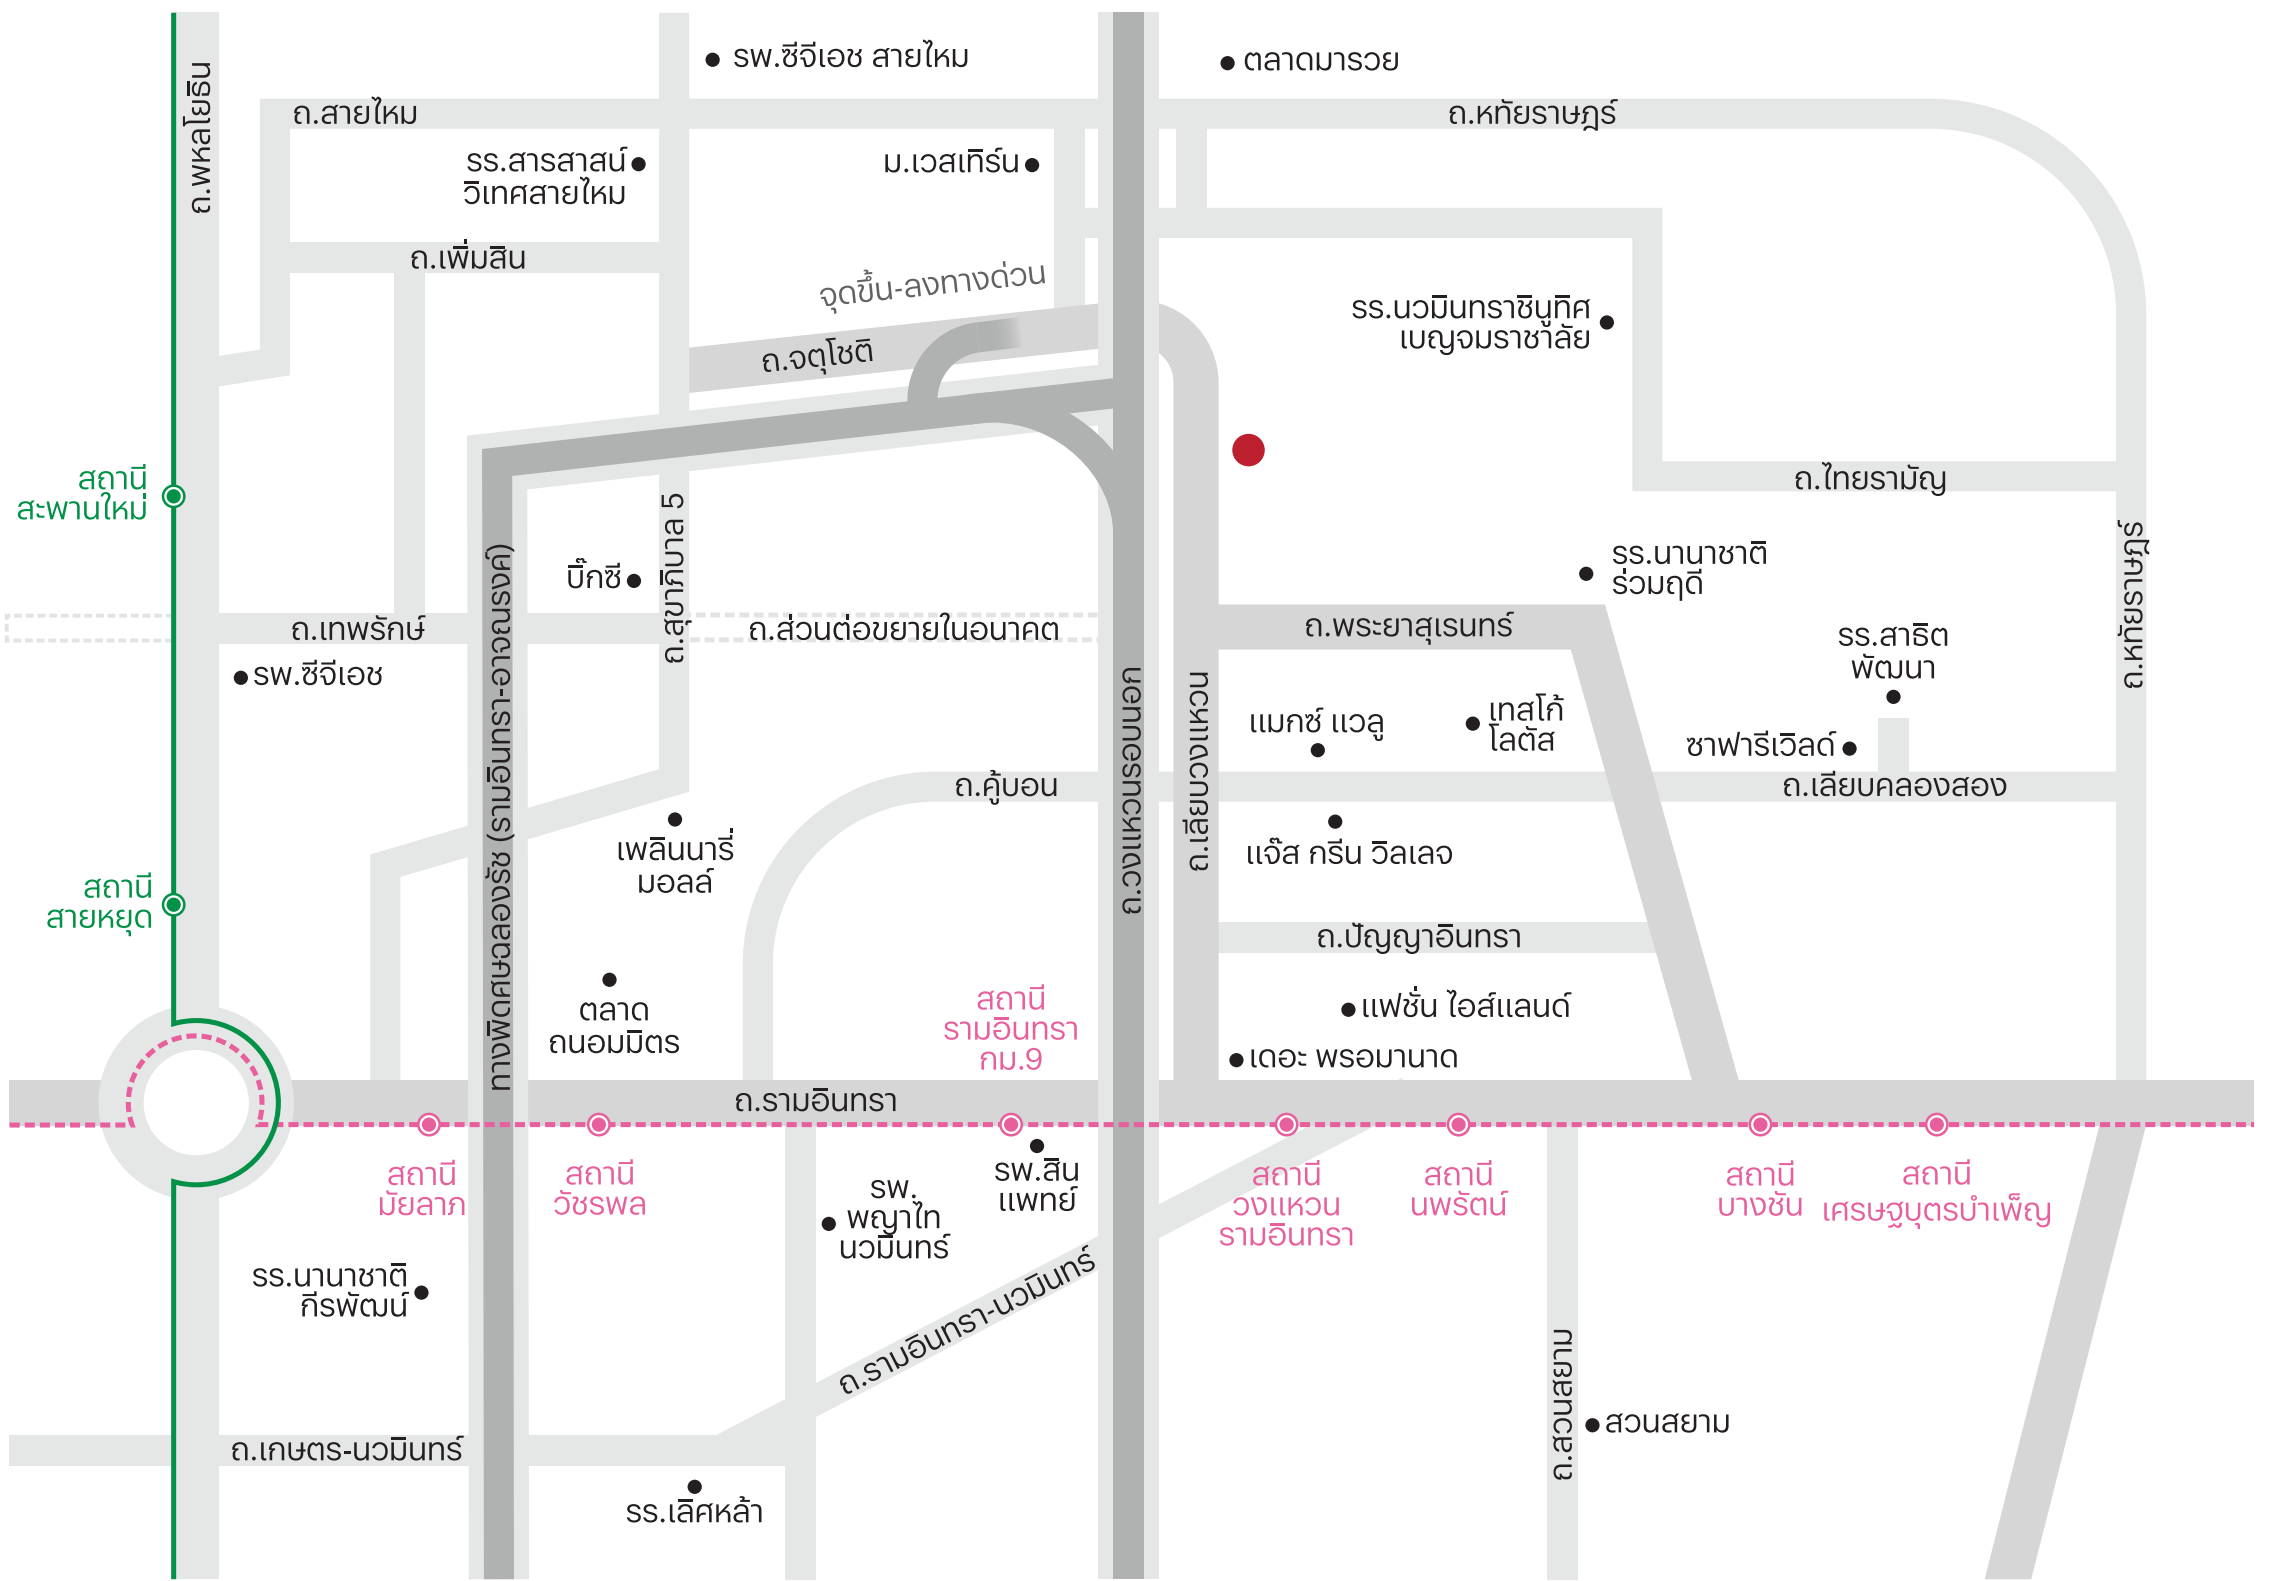 รพ.ซีจีเอช สายไหม
ตลาดมารวย
ถ.พหลโยธิน
ถ.สายไหม
ถ.หทัยราษฎร์
รร.สารสาสน์
วิเทศสายไหม
ม.เวสเทิร์น
ถ.เพิ่มสิน
จุดขึ้น-ลงทางด่วน
รร.นวมินทราชินูทิศ
เบญจมราชาลัย
ถ.จตุโชติ
สถานี
สะพานใหม่
ถ.ไทยรามัญ
ถ.สุขาภิบาล 5
บิ๊กซี
รร.นานาชาติ
ร่วมฤดี
ถ.หทัยราษฎร์
ถ.เทพรักษ์
ถ.ส่วนต่อขยายในอนาคต
ถ.พระยาสุเรนทร์
รร.สาธิต
พัฒนา
รพ.ซีจีเอช
ทางพิเศษฉลองรัช (รามอินทรา-อาจณรงค์)
ถ.วงแหวนรอบนอก
ถ.เลียบวงแหวน
แมกซ์ แวลู
เทสโก้
โลตัส
ซาฟารีเวิลด์
ถ.คู้บอน
ถ.เลียบคลองสอง
เพลินนารี่
มอลล์
แจ๊ส กรีน วิลเลจ
สถานี
สายหยุด
ถ.ปัญญาอินทรา
ตลาด
ถนอมมิตร
สถานี
รามอินทรา
กม.9
แฟชั่น ไอส์แลนด์
เดอะ พรอมานาด
ถ.รามอินทรา
สถานี
มัยลาภ
สถานี
วัชรพล
รพ.
พญาไท
นวมินทร์
รพ.สิน
แพทย์
สถานี
วงแหวน
รามอินทรา
สถานี
นพรัตน์
สถานี
บางชัน
สถานี
เศรษฐบุตรบำเพ็ญ
รร.นานาชาติ
กีรพัฒน์
ถ.รามอินทรา-นวมินทร์
ถ.สวนสยาม
สวนสยาม
ถ.เกษตร-นวมินทร์
รร.เลิศหล้า